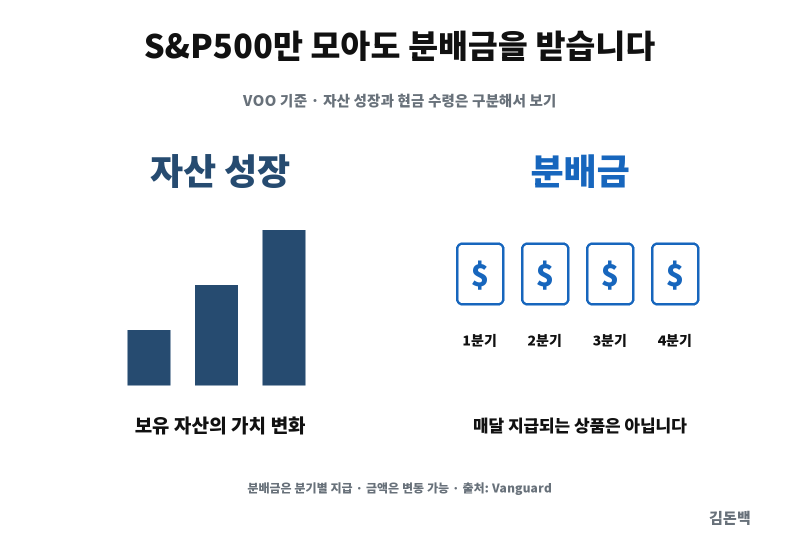 S&P500만 모아도 분배금을 받습니다
VOO 기준 · 자산 성장과 현금 수령은 구분해서 보기
자산 성장
분배금
$ $ $ $
1분기 2분기 3분기 4분기
보유 자산의 가치 변화
매달 지급되는 상품은 아닙니다
분배금은 분기별 지급 · 금액은 변동 가능 · 출처: Vanguard
김돈백